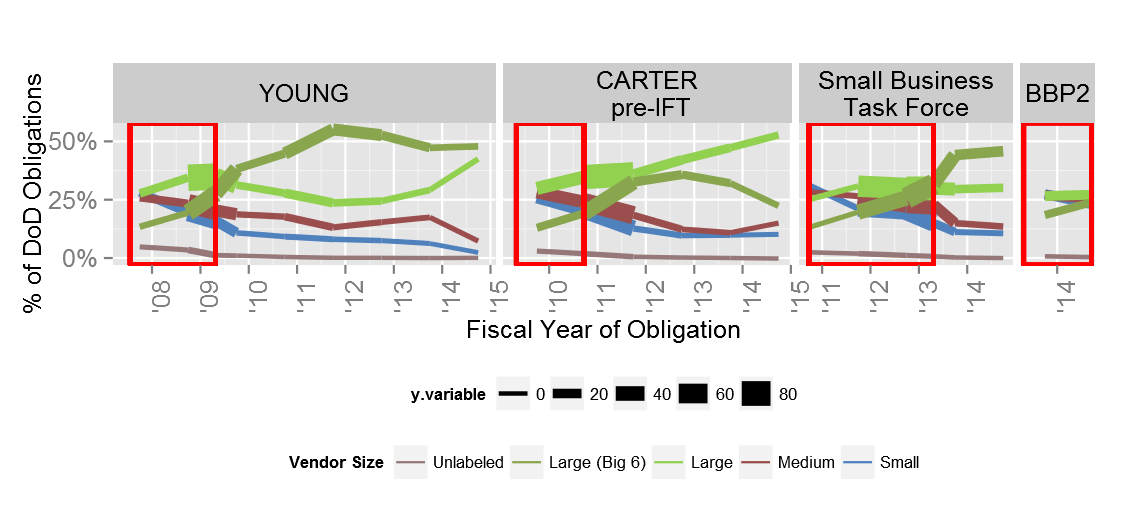 YOUNG
CARTER
pre-IFT
Small Business
Task Force
BBP2
% of DoD Obligations
50%
25%
0%
'08
'09
'10
'11
'12
'13
'14
'15
'10
'11
'12
'13
'14
'15
'11
'12
'13
'14
'14
Fiscal Year of Obligation
y.variable 0 20 40 60 80
Vendor Size Unlabeled Large (Big 6) Large Medium Small